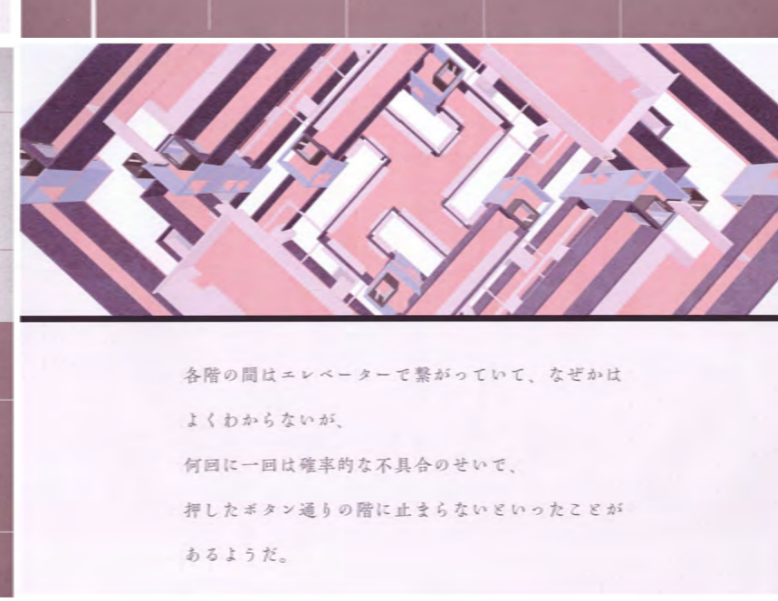 各階の間はエレベーターで繋がっていて、なぜかは
よくわからないが、
何回に一回は確率的な不具合のせいで、
押したボタン通りの階に止まらないといったことが
あるようだ。